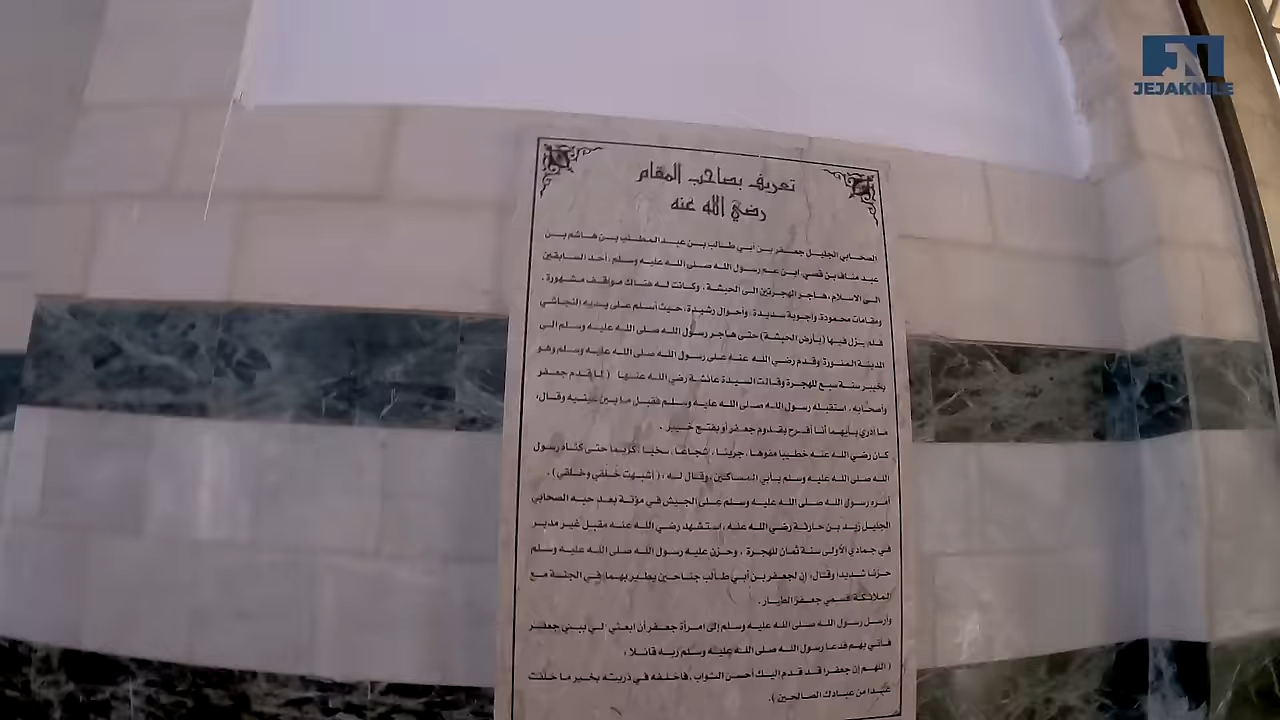 JEJAKNILE
تعريف بصاحب المقام
رضي الله عنه
الصحابي الجليل جعفر بن أبي طالب بن عبد المطلب بن هاشم بن
عبد مناف بن قصي، ابن عم رسول الله صلى الله عليه وسلم، أحد السابقين
الى الاسلام، هاجر الهجرتين الى الحبشة، وكانت له هناك مواقف مشهورة،
ومقامات محمودة، وأجوبة سديدة، وأحوال رشيدة، حيث أسلم على يديه النجاشي
فلم يزل فيها (بأرض الحبشة) حتى هاجر رسول الله صلى الله عليه وسلم الى
المدينة المنورة وقدم رضي الله عنه على رسول الله صلى الله عليه وسلم وهو
بخيبر سنة سبع للهجرة وقالت السيدة عائشة رضي الله عنها (لما قدم جعفر
وأصحابه، استقبله رسول الله صلى الله عليه وسلم فقبل ما بين عينيه وقال،
ما أدري بأيهما أنا أفرح بقدوم جعفر أو بفتح خيبر.
كان رضي الله عنه خطيبا مفوها، جريئا، شجاعا، سخيا، كريما حتى كناه رسول
الله صلى الله عليه وسلم بأبي المساكين، وقال له، (أشبهت خلقي وخلقي).
أمره رسول الله صلى الله عليه وسلم على الجيش في مؤتة بعد حبه الصحابي
الجليل زيد بن حارثة رضي الله عنه، استشهد رضي الله عنه مقبل غير مدبر
في جمادي الأولى سنة ثمان للهجرة، وحزن عليه رسول الله صلى الله عليه وسلم
حزنا شديدا وقال، إن لجعفر بن أبي طالب جناحين يطير بهما في الجنة مع
الملائكة فسمي جعفر الطيار.
وأرسل رسول الله صلى الله عليه وسلم إلى امرأة جعفر أن ابعثي الي ببني جعفر
فأتي بهم فدعا رسول الله صلى الله عليه وسلم ربه قائلا،
(اللهم إن جعفرا قد قدم اليك أحسن الثواب، فاخلفه في ذريته بخير ما خلفت
عبدا من عبادك الصالحين).